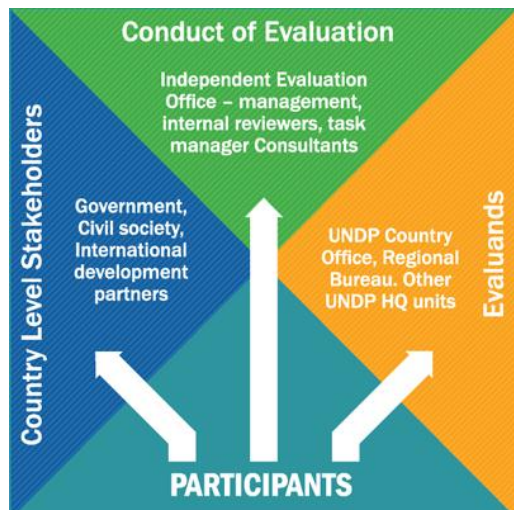 Conduct of Evaluation
Independent Evaluation
Office – management,
internal reviewers, task
manager Consultants
Country Level Stakeholders
Government,
Civil society,
International
development
partners
UNDP Country
Office, Regional
Bureau. Other
UNDP HQ units
Evaluands
PARTICIPANTS